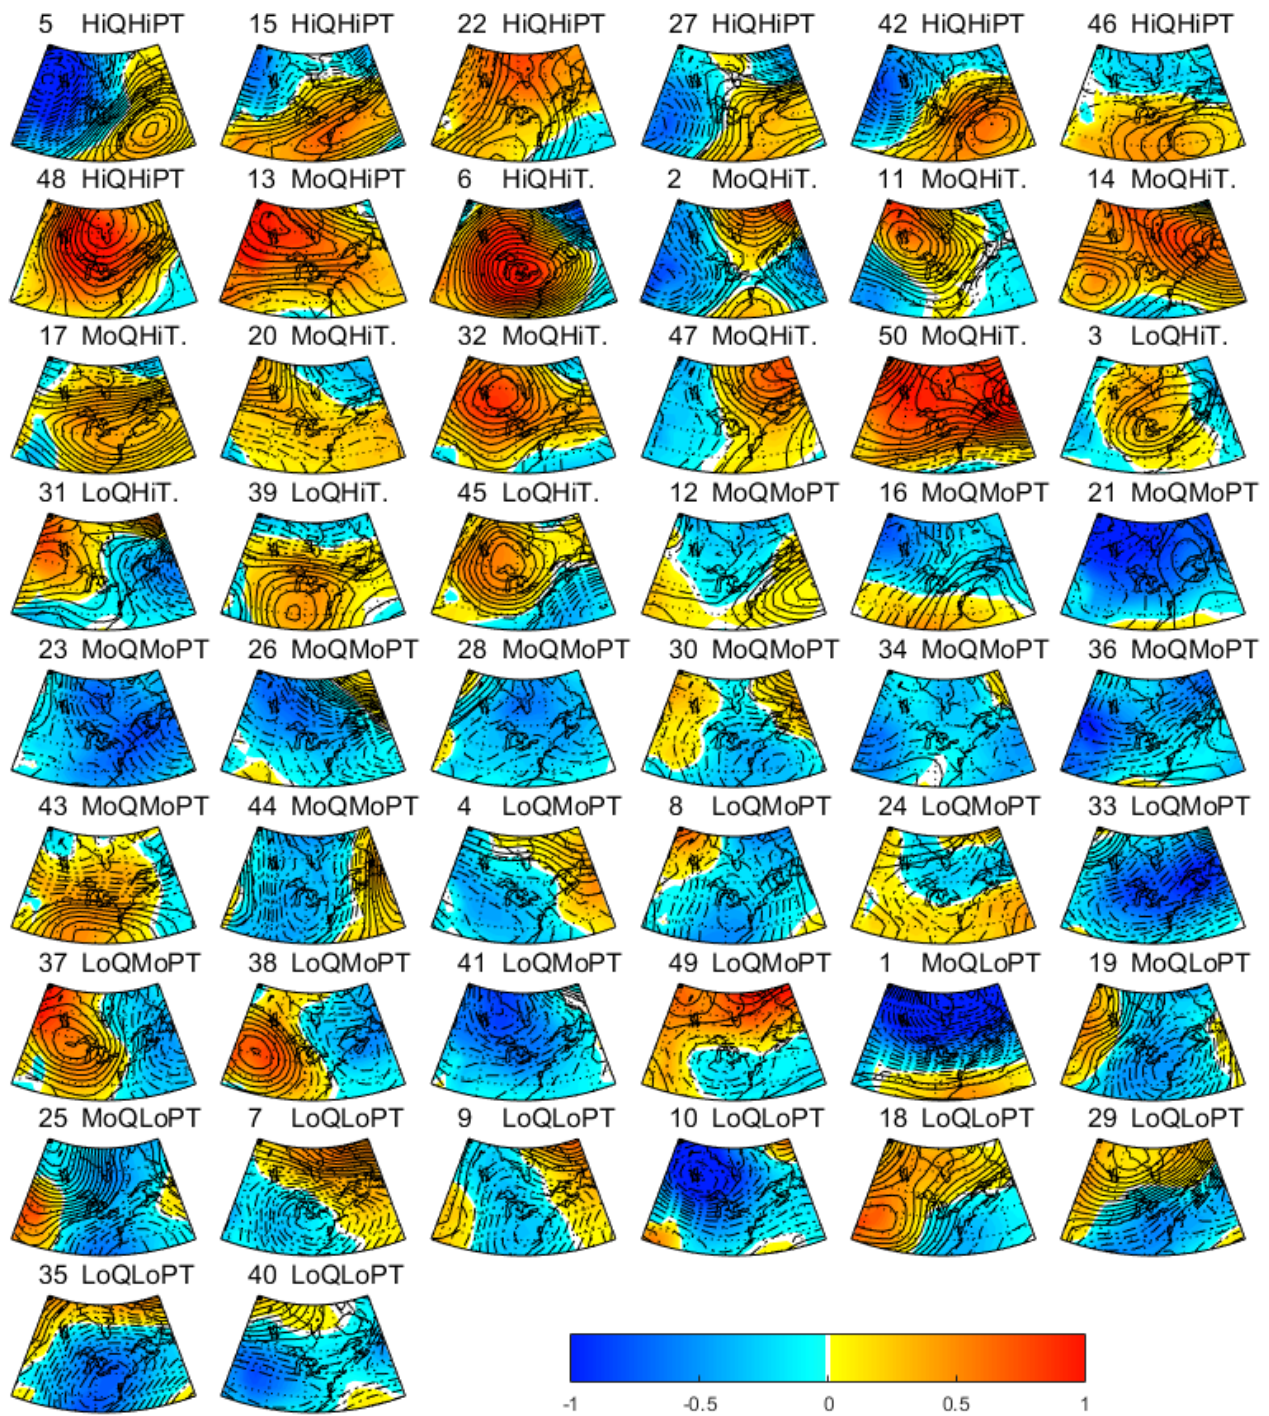 5 HiQHiPT 15 HiQHiPT 22 HiQHiPT 27 HiQHiPT 42 HiQHiPT 46 HiQHiPT
48 HiQHiPT 13 MoQHiPT 6 HiQHiT. 2 MoQHiT. 11 MoQHiT. 14 MoQHiT.
17 MoQHiT. 20 MoQHiT. 32 MoQHiT. 47 MoQHiT. 50 MoQHiT. 3 LoQHiT.
31 LoQHiT. 39 LoQHiT. 45 LoQHiT. 12 MoQMoPT 16 MoQMoPT 21 MoQMoPT
23 MoQMoPT 26 MoQMoPT 28 MoQMoPT 30 MoQMoPT 34 MoQMoPT 36 MoQMoPT
43 MoQMoPT 44 MoQMoPT 4 LoQMoPT 8 LoQMoPT 24 LoQMoPT 33 LoQMoPT
37 LoQMoPT 38 LoQMoPT 41 LoQMoPT 49 LoQMoPT 1 MoQLoPT 19 MoQLoPT
25 MoQLoPT 7 LoQLoPT 9 LoQLoPT 10 LoQLoPT 18 LoQLoPT 29 LoQLoPT
35 LoQLoPT 40 LoQLoPT
-1 -0.5 0 0.5 1